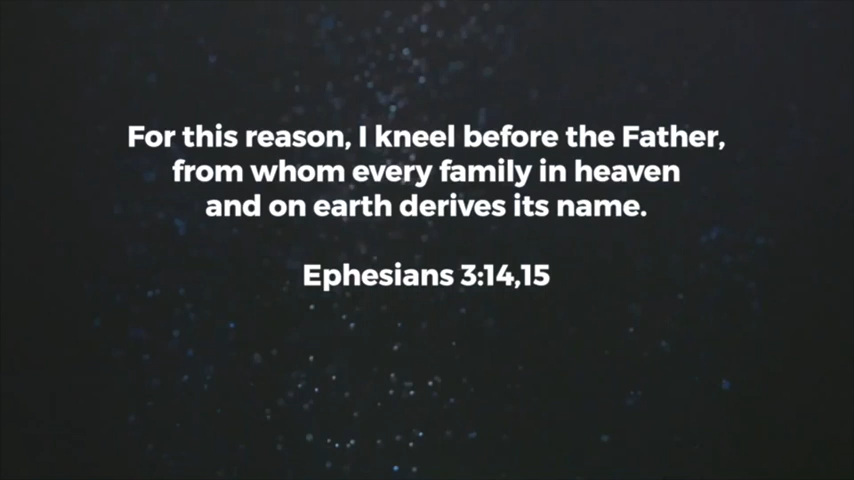 For this reason, I kneel before the Father,
from whom every family in heaven
and on earth derives its name.
Ephesians 3:14,15